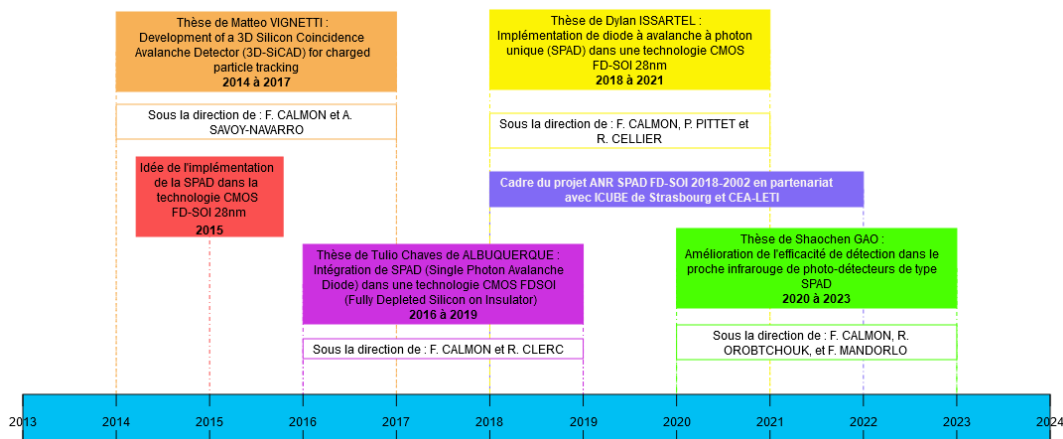 Thèse de Matteo VIGNETTI :
Development of a 3D Silicon Coincidence
Avalanche Detector (3D-SiCAD) for charged
particle tracking
2014 à 2017
Sous la direction de : F. CALMON et A.
SAVOY-NAVARRO
Idée de l'implémentation
de la SPAD dans la
technologie CMOS
FD-SOI 28nm
2015
Thèse de Tulio Chaves de ALBUQUERQUE :
Intégration de SPAD (Single Photon Avalanche
Diode) dans une technologie CMOS FDSOI
(Fully Depleted Silicon on Insulator)
2016 à 2019
Sous la direction de : F. CALMON et R. CLERC
Thèse de Dylan ISSARTEL :
Implémentation de diode à avalanche à photon
unique (SPAD) dans une technologie CMOS
FD-SOI 28nm
2018 à 2021
Sous la direction de : F. CALMON, P. PITTET et
R. CELLIER
Cadre du projet ANR SPAD FD-SOI 2018-2002 en partenariat
avec ICUBE de Strasbourg et CEA-LETI
Thèse de Shaochen GAO :
Amélioration de l'efficacité de détection dans le
proche infrarouge de photo-détecteurs de type
SPAD
2020 à 2023
Sous la direction de : F. CALMON, R.
OROBTCHOUK, et F. MANDORLO
2013 2014 2015 2016 2017 2018 2019 2020 2021 2022 2023 2024